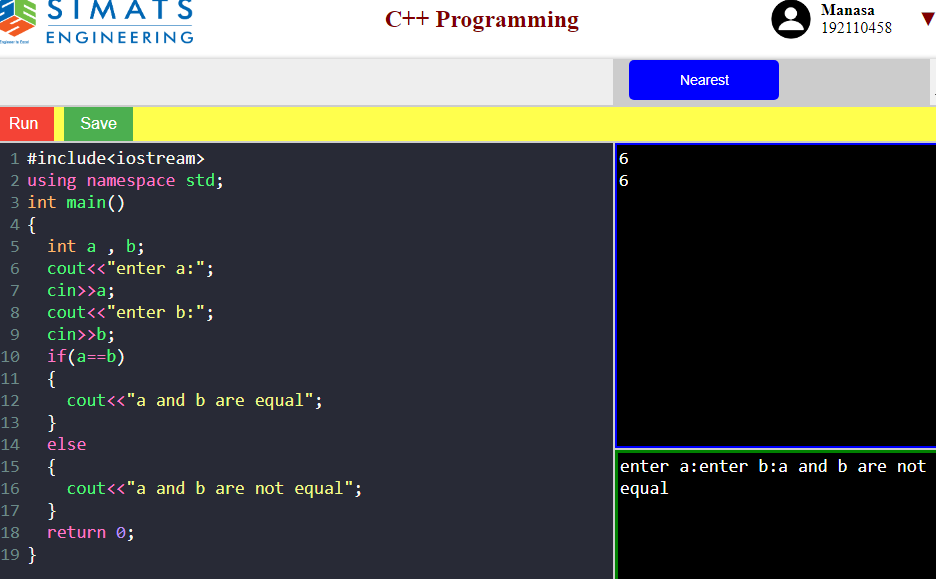 SIMATS
ENGINEERING
C++ Programming
Manasa
192110458
▼
Nearest
Run
Save
1 #include<iostream>
2 using namespace std;
3 int main()
4 {
5   int a , b;
6   cout<<"enter a:";
7   cin>>a;
8   cout<<"enter b:";
9   cin>>b;
10   if(a==b)
11   {
12     cout<<"a and b are equal";
13   }
14   else
15   {
16     cout<<"a and b are not equal";
17   }
18   return 0;
19 }
6
6
enter a:enter b:a and b are not
equal